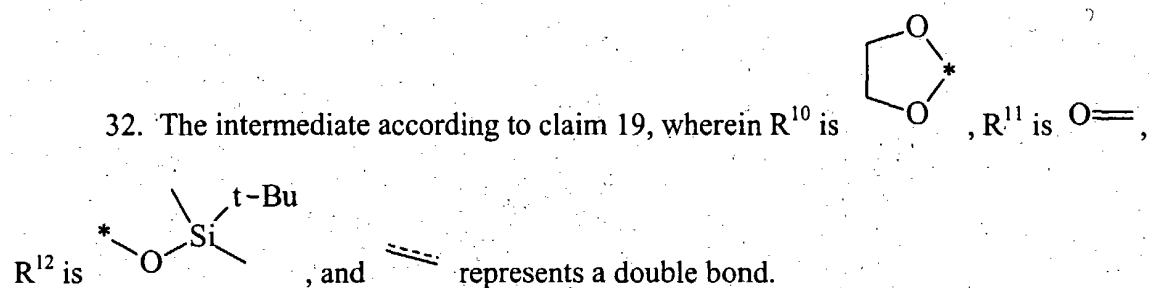 32. The intermediate according to claim 19, wherein R¹⁰ is O * O , R¹¹ is O ,
R¹² is * O Si t-Bu , and represents a double bond.